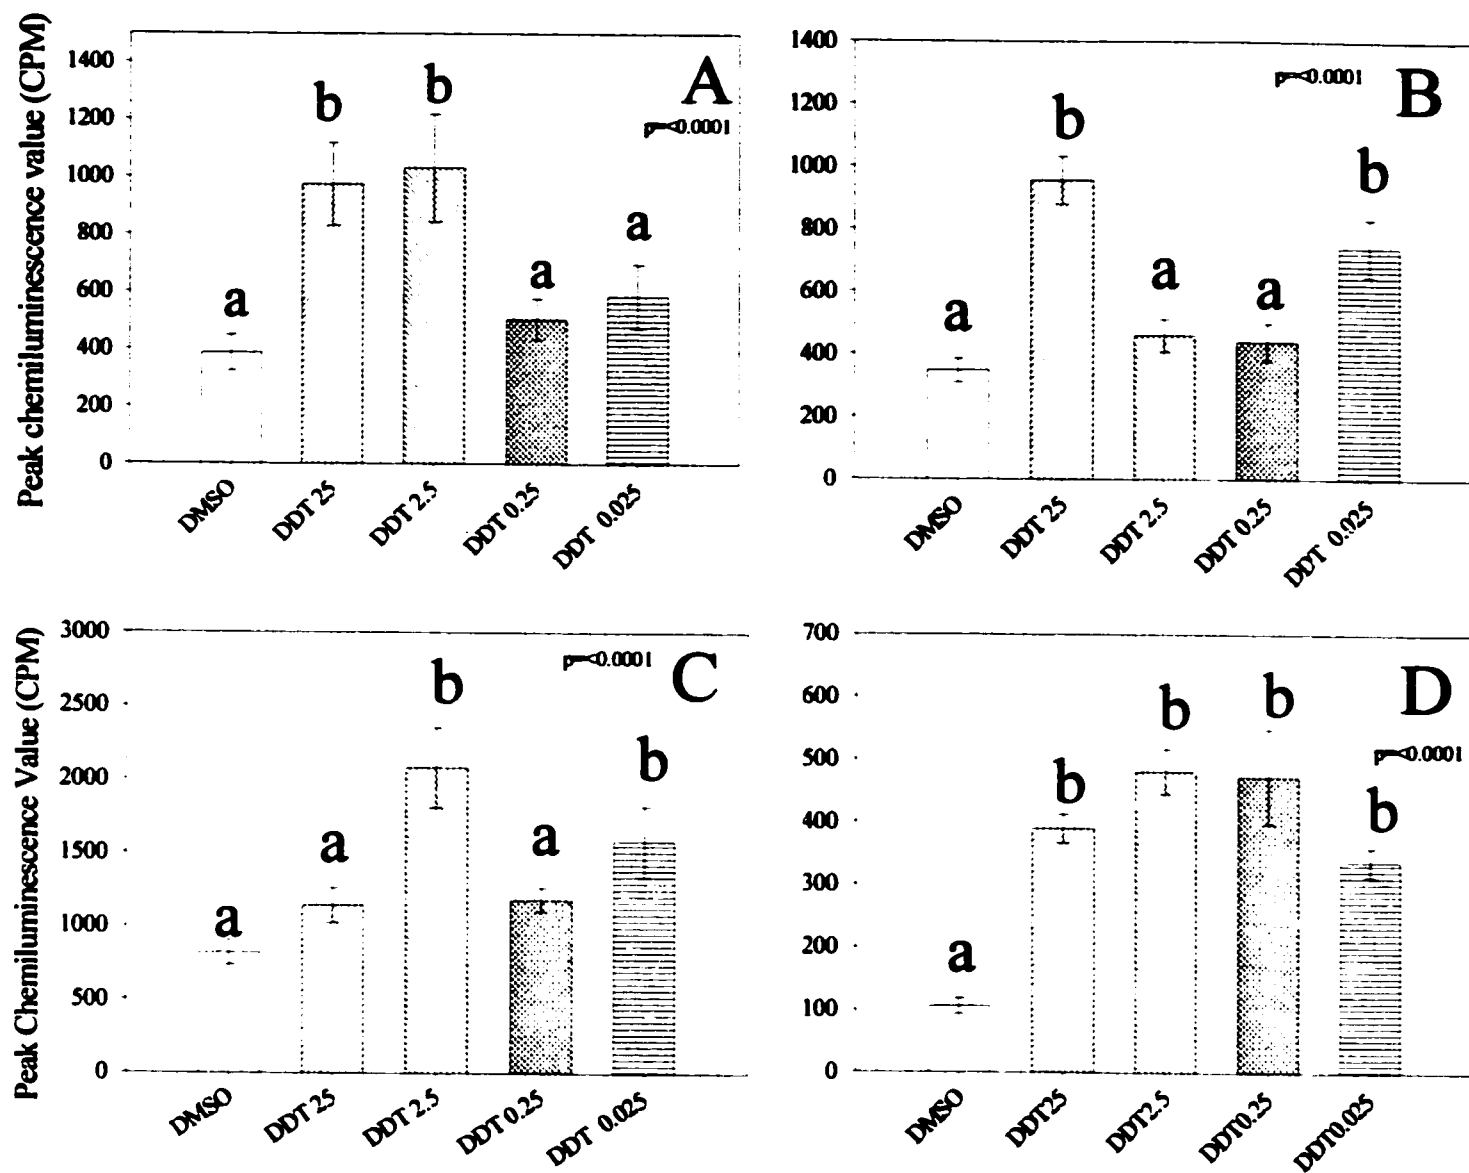 Peak chemiluminescence value (CPM)
1400
1200
1000
800
600
400
200
0
A
p<0.0001
a
b
b
a
a
DMSO
DDT 25
DDT 2.5
DDT 0.25
DDT 0.025
1400
1200
1000
800
600
400
200
0
B
p<0.0001
a
b
a
a
b
DMSO
DDT 25
DDT 2.5
DDT 0.25
DDT 0.025
Peak Chemiluminescence Value (CPM)
3000
2500
2000
1500
1000
500
0
C
p<0.0001
a
a
b
a
b
DMSO
DDT 25
DDT 2.5
DDT 0.25
DDT 0.025
700
600
500
400
300
200
100
0
D
p<0.0001
a
b
b
b
b
DMSO
DDT25
DDT2.5
DDT0.25
DDT0.025